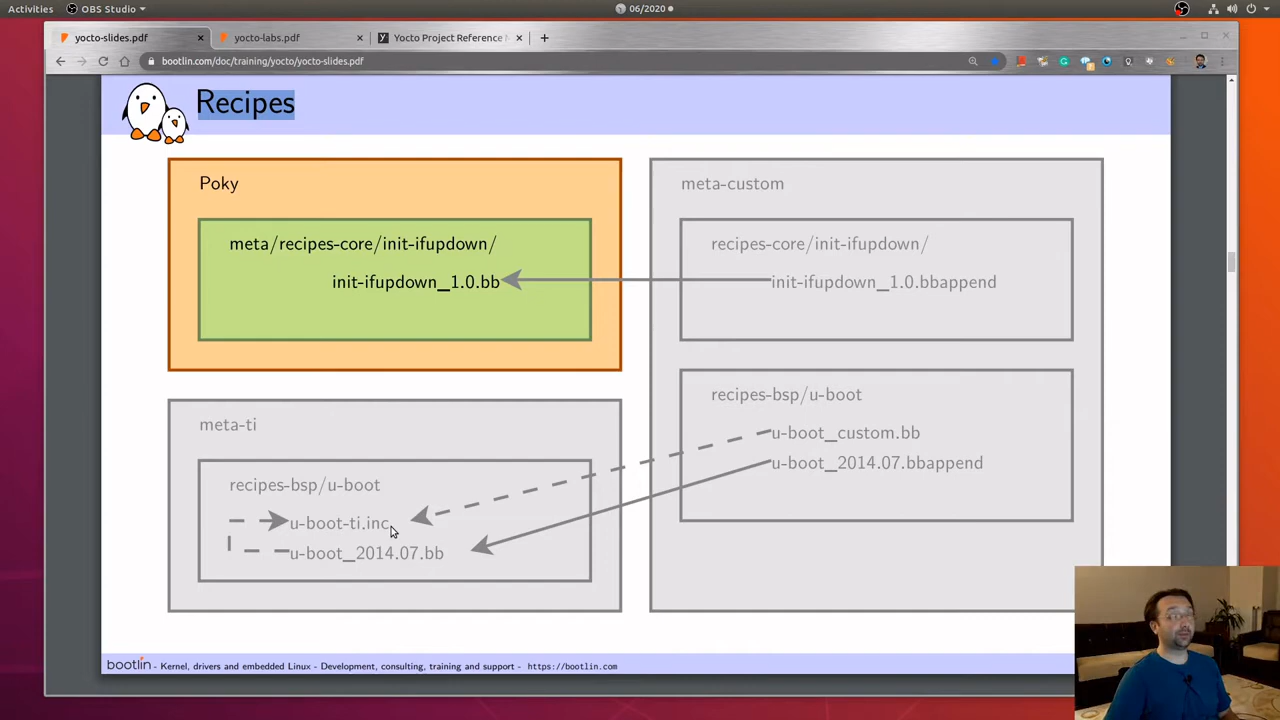 Activities
OBS Studio
06/2020
yocto-slides.pdf
yocto-labs.pdf
Yocto Project Reference
bootlin.com/doc/training/yocto/yocto-slides.pdf
Recipes
Poky
meta/recipes-core/init-ifupdown/
init-ifupdown_1.0.bb
meta-custom
recipes-core/init-ifupdown/
init-ifupdown_1.0.bbappend
meta-ti
recipes-bsp/u-boot
u-boot-ti.inc
u-boot_2014.07.bb
recipes-bsp/u-boot
u-boot_custom.bb
u-boot_2014.07.bbappend
bootlin - Kernel, drivers and embedded Linux - Development, consulting, training and support - https://bootlin.com